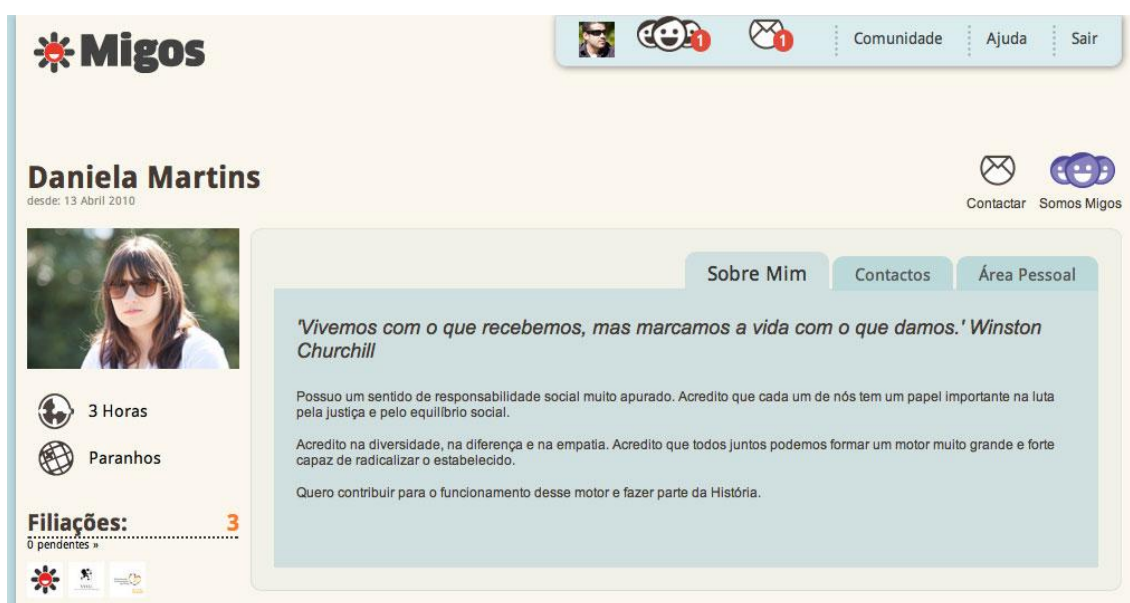 Migos
1
1
Comunidade
Ajuda
Sair
Daniela Martins
desde: 13 Abril 2010
Contactar
Somos Migos
Sobre Mim
Contactos
Área Pessoal
'Vivemos com o que recebemos, mas marcamos a vida com o que damos.' Winston
Churchill
Possuo um sentido de responsabilidade social muito apurado. Acredito que cada um de nós tem um papel importante na luta
pela justiça e pelo equilíbrio social.
Acredito na diversidade, na diferença e na empatia. Acredito que todos juntos podemos formar um motor muito grande e forte
capaz de radicalizar o estabelecido.
Quero contribuir para o funcionamento desse motor e fazer parte da História.
3 Horas
Paranhos
Filiações: 3
0 pendentes »